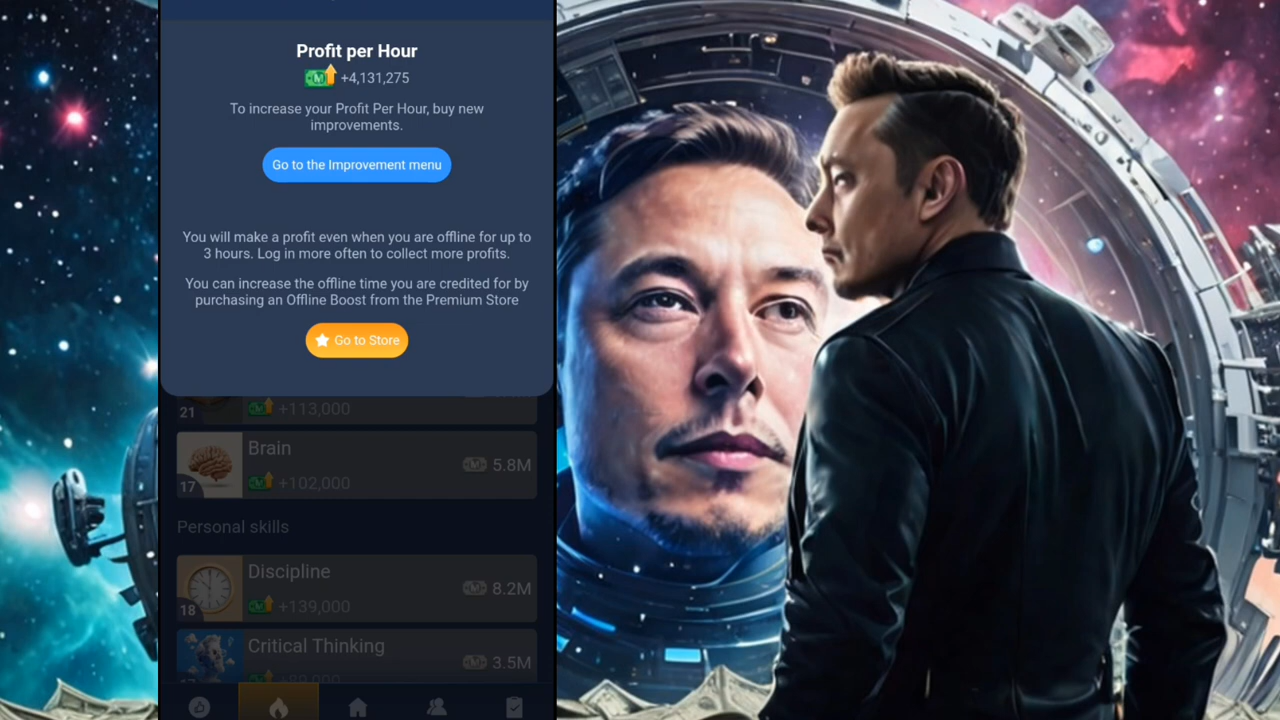 Profit per Hour
+4,131,275
To increase your Profit Per Hour, buy new
improvements.
Go to the Improvement menu
You will make a profit even when you are offline for up to
3 hours. Log in more often to collect more profits.
You can increase the offline time you are credited for by
purchasing an Offline Boost from the Premium Store
Go to Store
21
+113,000
Brain
5.8M
17
+102,000
Personal skills
Discipline
8.2M
18
+139,000
Critical Thinking
3.5M